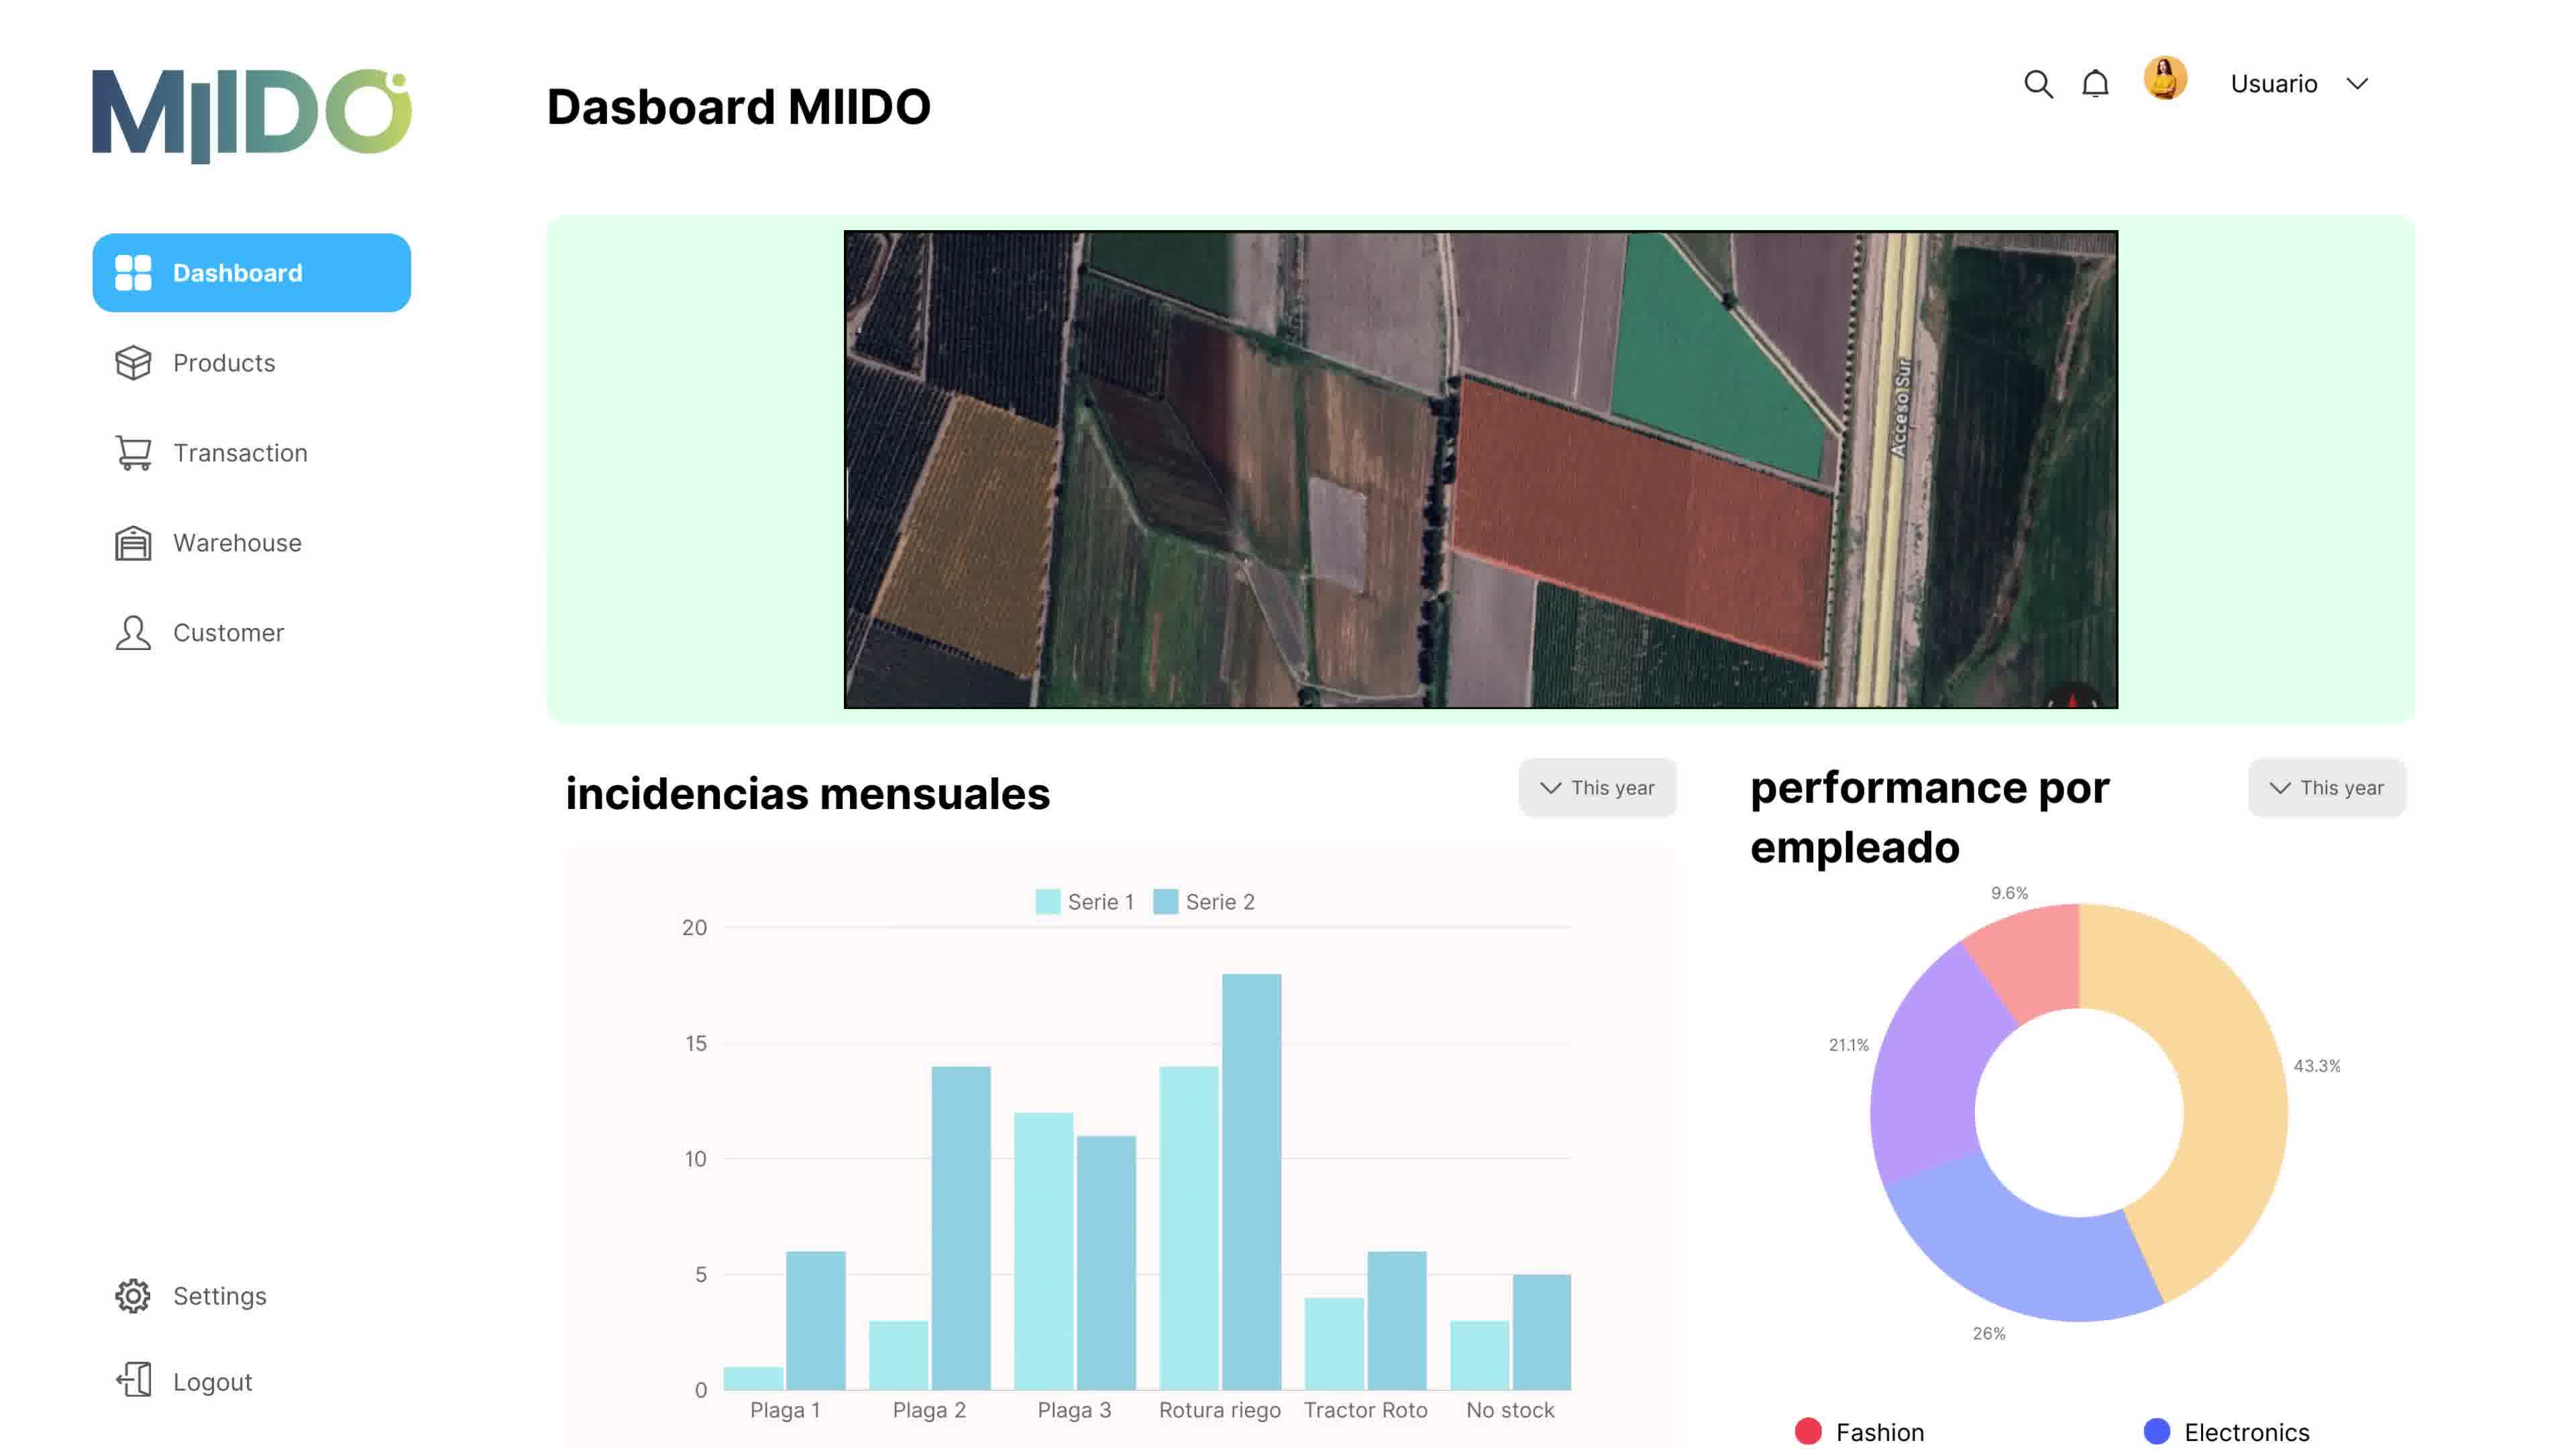 MIIDO
Dasboard MIIDO
Usuario
Dashboard
Products
Transaction
Warehouse
Customer
Settings
Logout
Acceso Sur
incidencias mensuales
This year
Serie 1 Serie 2
20
15
10
5
0
Plaga 1 Plaga 2 Plaga 3 Rotura riego Tractor Roto No stock
performance por
empleado
This year
9.6%
21.1%
43.3%
26%
Fashion Electronics